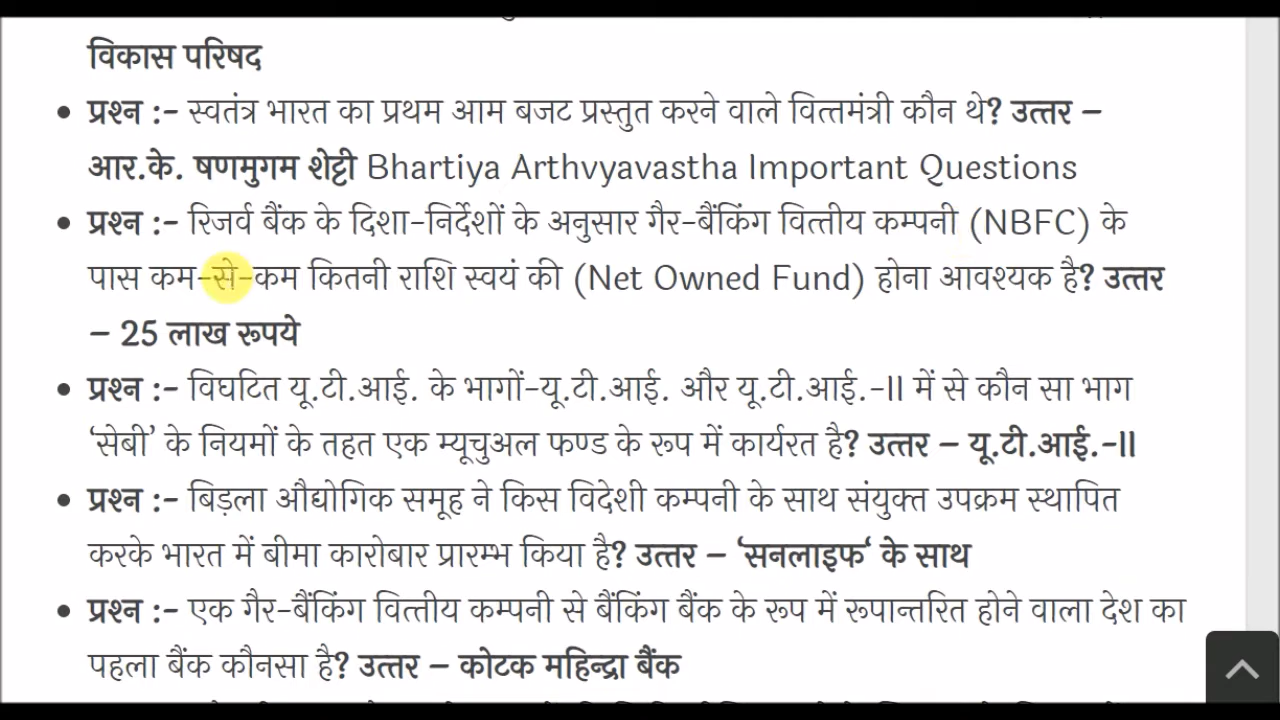 विकास परिषद
• प्रश्न :- स्वतंत्र भारत का प्रथम आम बजट प्रस्तुत करने वाले वित्तमंत्री कौन थे? उत्तर –
आर.के. षणमुगम शेट्टी Bhartiya Arthvyavastha Important Questions
• प्रश्न :- रिजर्व बैंक के दिशा-निर्देशों के अनुसार गैर-बैंकिंग वित्तीय कम्पनी (NBFC) के
पास कम-से-कम कितनी राशि स्वयं की (Net Owned Fund) होना आवश्यक है? उत्तर
– 25 लाख रूपये
• प्रश्न :- विघटित यू.टी.आई. के भागों-यू.टी.आई. और यू.टी.आई.-II में से कौन सा भाग
‘सेबी’ के नियमों के तहत एक म्यूचुअल फण्ड के रूप में कार्यरत है? उत्तर – यू.टी.आई.-II
• प्रश्न :- बिड़ला औद्योगिक समूह ने किस विदेशी कम्पनी के साथ संयुक्त उपक्रम स्थापित
करके भारत में बीमा कारोबार प्रारम्भ किया है? उत्तर – ‘सनलाइफ‘ के साथ
• प्रश्न :- एक गैर-बैंकिंग वित्तीय कम्पनी से बैंकिंग बैंक के रूप में रूपान्तरित होने वाला देश का
पहला बैंक कौनसा है? उत्तर – कोटक महिन्द्रा बैंक